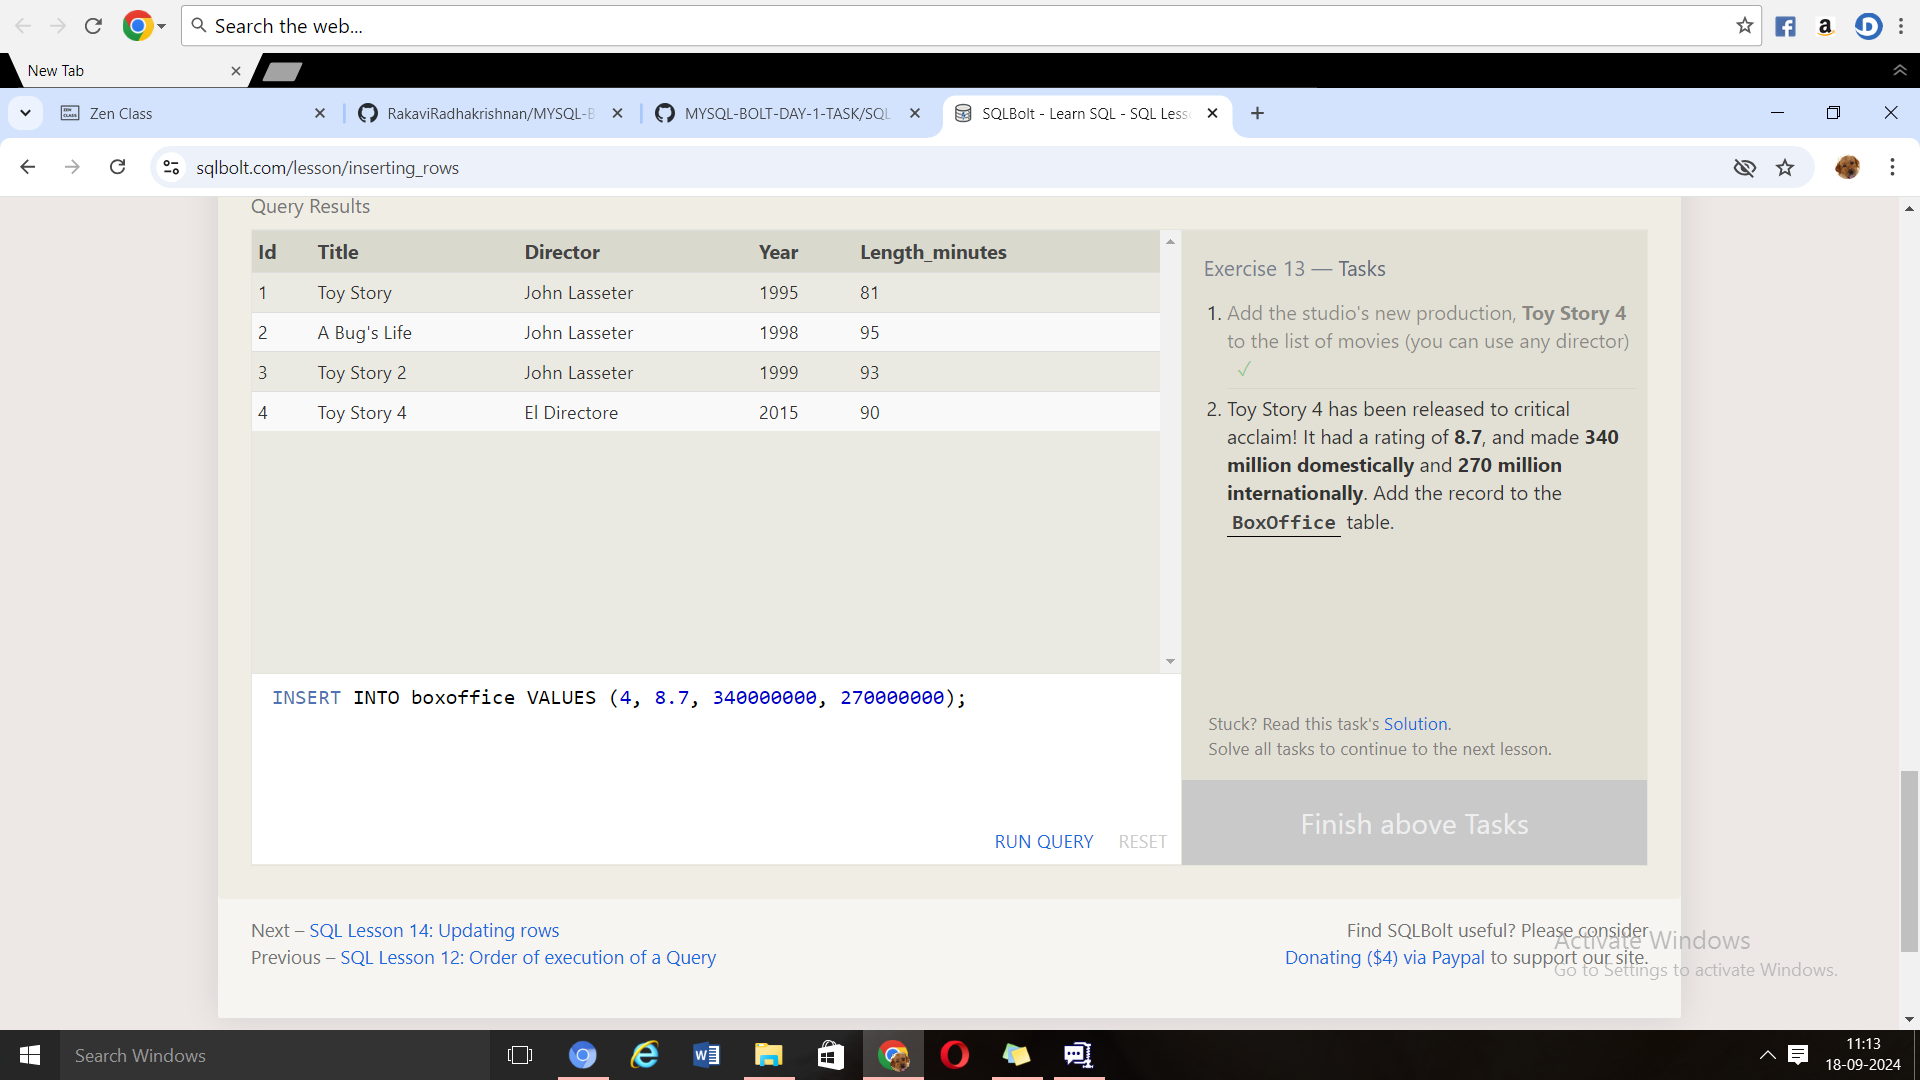 Search the web...
New Tab
Zen Class
RakaviRadhakrishnan/MYSQL-B
MYSQL-BOLT-DAY-1-TASK/SQL
SQLBolt - Learn SQL - SQL Less
sqlbolt.com/lesson/inserting_rows
Query Results
Id Title Director Year Length_minutes
1 Toy Story John Lasseter 1995 81
2 A Bug's Life John Lasseter 1998 95
3 Toy Story 2 John Lasseter 1999 93
4 Toy Story 4 El Directore 2015 90
INSERT INTO boxoffice VALUES (4, 8.7, 340000000, 270000000);
RUN QUERY RESET
Exercise 13 — Tasks
1. Add the studio's new production, Toy Story 4
to the list of movies (you can use any director)
✓
2. Toy Story 4 has been released to critical
acclaim! It had a rating of 8.7, and made 340
million domestically and 270 million
internationally. Add the record to the
BoxOffice table.
Stuck? Read this task's Solution.
Solve all tasks to continue to the next lesson.
Finish above Tasks
Next – SQL Lesson 14: Updating rows
Previous – SQL Lesson 12: Order of execution of a Query
Find SQLBolt useful? Please consider
Donating ($4) via Paypal to support our site.
Activate Windows
Go to Settings to activate Windows.
Search Windows
11:13
18-09-2024